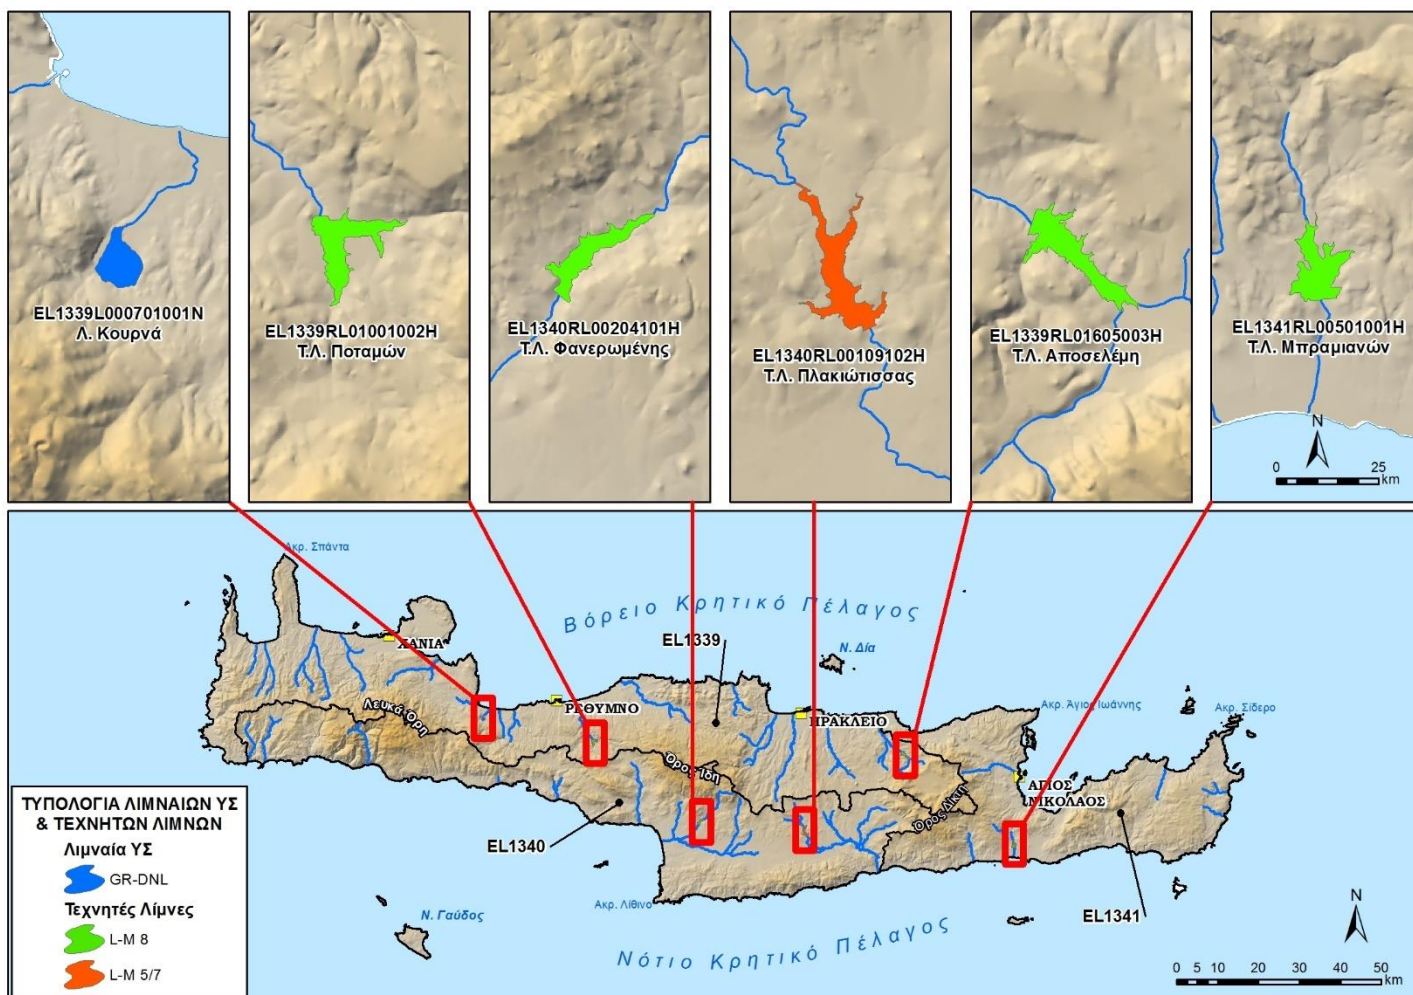 EL1339L000701001N
Λ. Κουρνά
EL1339RL01001002H
Τ.Λ. Ποταμών
EL1340RL00204101H
Τ.Λ. Φανερωμένης
EL1340RL00109102H
Τ.Λ. Πλακιώτισσας
EL1339RL01605003H
Τ.Λ. Αποσελέμη
EL1341RL00501001H
Τ.Λ. Μπραμιανών
N
0 25
km
Ακρ. Σπάντα
Βόρειο Κρητικό Πέλαγος
EL1339
ΧΑΝΙΑ
Ν. Δία
Λευκά Όρη
ΡΕΘΥΜΝΟ
ΗΡΑΚΛΕΙΟ
Ακρ. Άγιος Ιωάννης
Ακρ. Σίδερο
Όρος Ίδη
Όρος Δίκτη
ΑΓΙΟΣ
ΝΙΚΟΛΑΟΣ
EL1340
EL1341
Ακρ. Λίθινο
Ν. Γαύδος
Νότιο Κρητικό Πέλαγος
ΤΥΠΟΛΟΓΙΑ ΛΙΜΝΑΙΩΝ ΥΣ
& ΤΕΧΝΗΤΩΝ ΛΙΜΝΩΝ
Λιμναία ΥΣ
GR-DNL
Τεχνητές Λίμνες
L-M 8
L-M 5/7
N
0 5 10 20 30 40 50
km